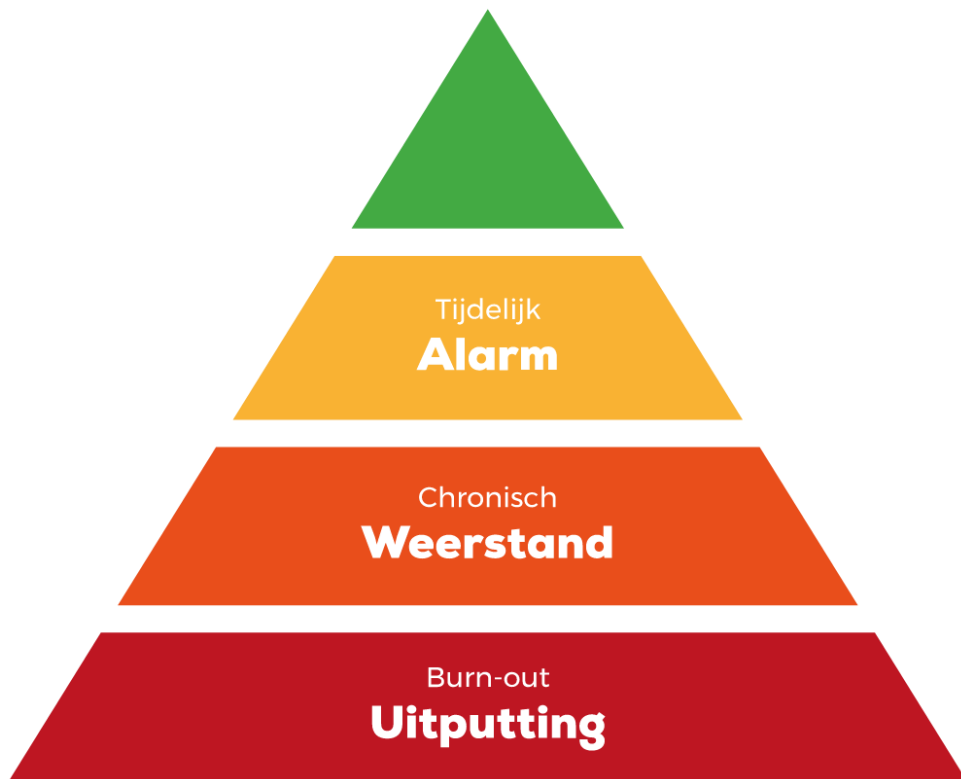 Tijdelijk
Alarm
Chronisch
Weerstand
Burn-out
Uitputting